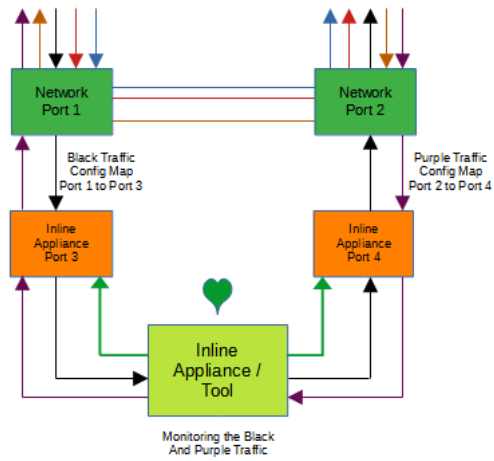 Network
Port 1
Network
Port 2
Black Traffic
Config Map
Port 1 to Port 3
Purple Traffic
Config Map
Port 2 to Port 4
Inline
Appliance
Port 3
Inline
Appliance
Port 4
Inline
Appliance /
Tool
Monitoring the Black
And Purple Traffic